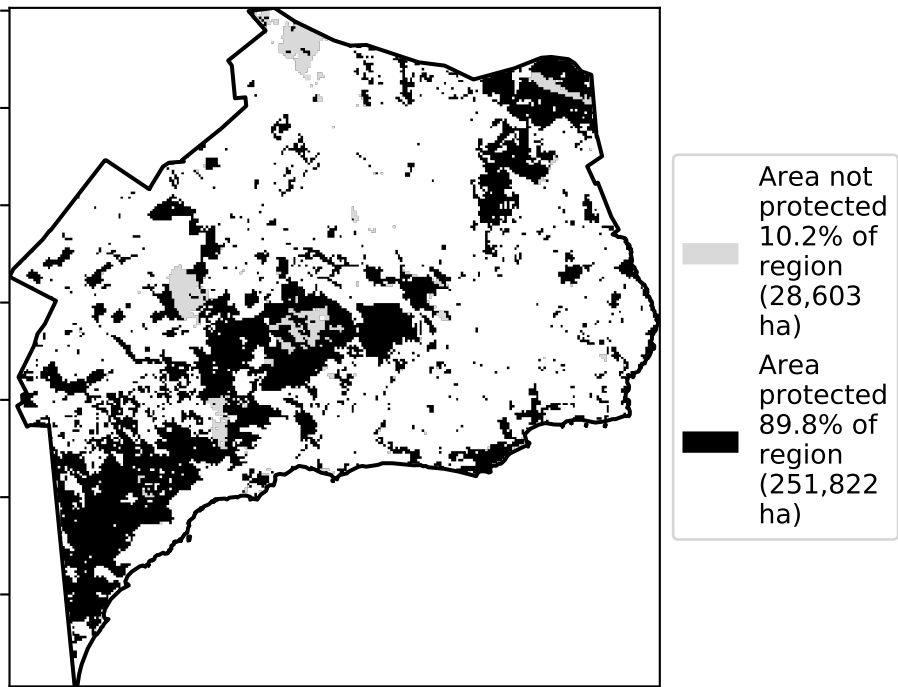 Area not
protected
10.2% of
region
(28,603
ha)
Area
protected
89.8% of
region
(251,822
ha)